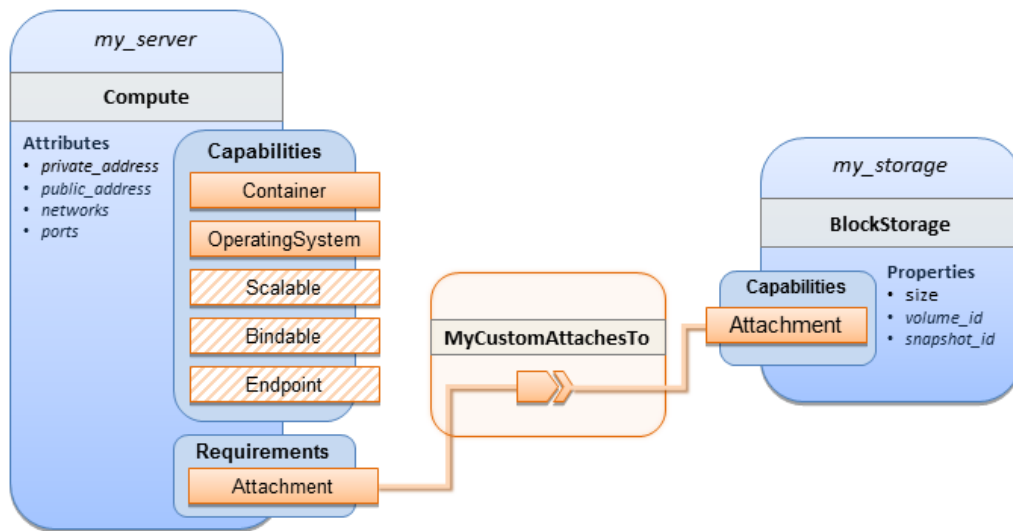 my_server
Compute
Attributes
• private_address
• public_address
• networks
• ports
Capabilities
Container
OperatingSystem
Scalable
Bindable
Endpoint
Requirements
Attachment
MyCustomAttachesTo
my_storage
BlockStorage
Capabilities
Attachment
Properties
• size
• volume_id
• snapshot_id